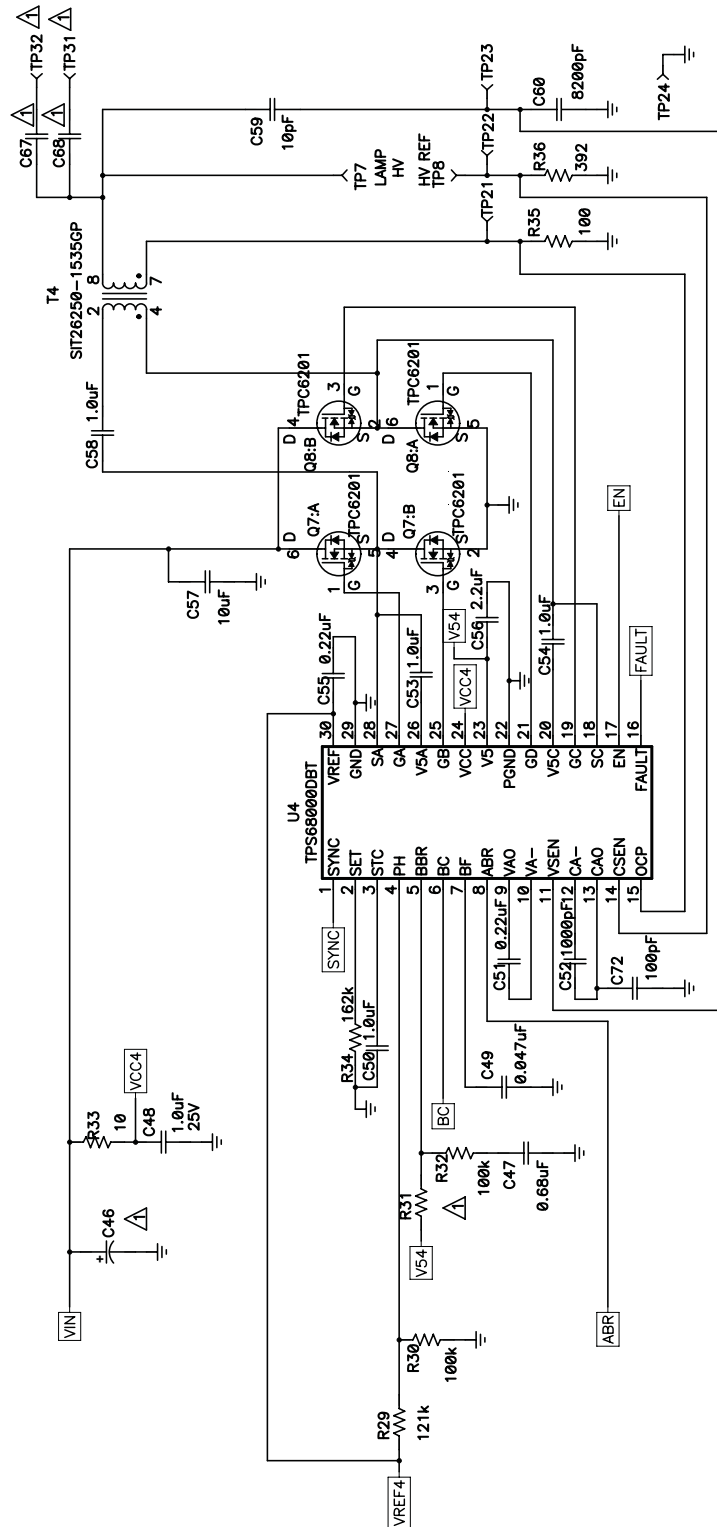 1
TP32
1
TP31
1
C67
1
C68
C59
10pF
TP23
C60
8200pF
TP24
TP7
LAMP
HV
HV REF
TP8
TP22
R36
392
TP21
R35
100
T4
SIT26250-1535GP
8
7
2
4
C58
1.0uF
TPC6201
D
4
3
G
Q8:B
S
2
TPC6201
D
6
1
G
Q8:A
S
5
D
6
Q7:A
1
G
TPC6201
S
5
D
4
Q7:B
3
G
TPC6201
S
2
C57
10uF
C55
0.22uF
C53
1.0uF
V54
C56
2.2uF
VCC4
C54
1.0uF
EN
FAULT
U4
TPS68000DBT
30
VREF
29
GND
28
SA
27
GA
26
V5A
25
GB
24
VCC
23
V5
22
PGND
21
GD
20
V5C
19
GC
18
SC
17
EN
16
FAULT
1
SYNC
2
SET
3
STC
4
PH
5
BBR
6
BC
7
BF
8
ABR
9
VAO
10
VA-
11
VSEN
12
CA-
13
CAO
14
CSEN
15
OCP
SYNC
R34
162k
C50
1.0uF
C51
0.22uF
C52
1000pF
C72
100pF
BC
C49
0.047uF
VCC4
R33
10
C48
1.0uF
25V
C46
1
VIN
R32
100k
C47
0.68uF
R31
1
V54
ABR
R30
100k
R29
121k
VREF4